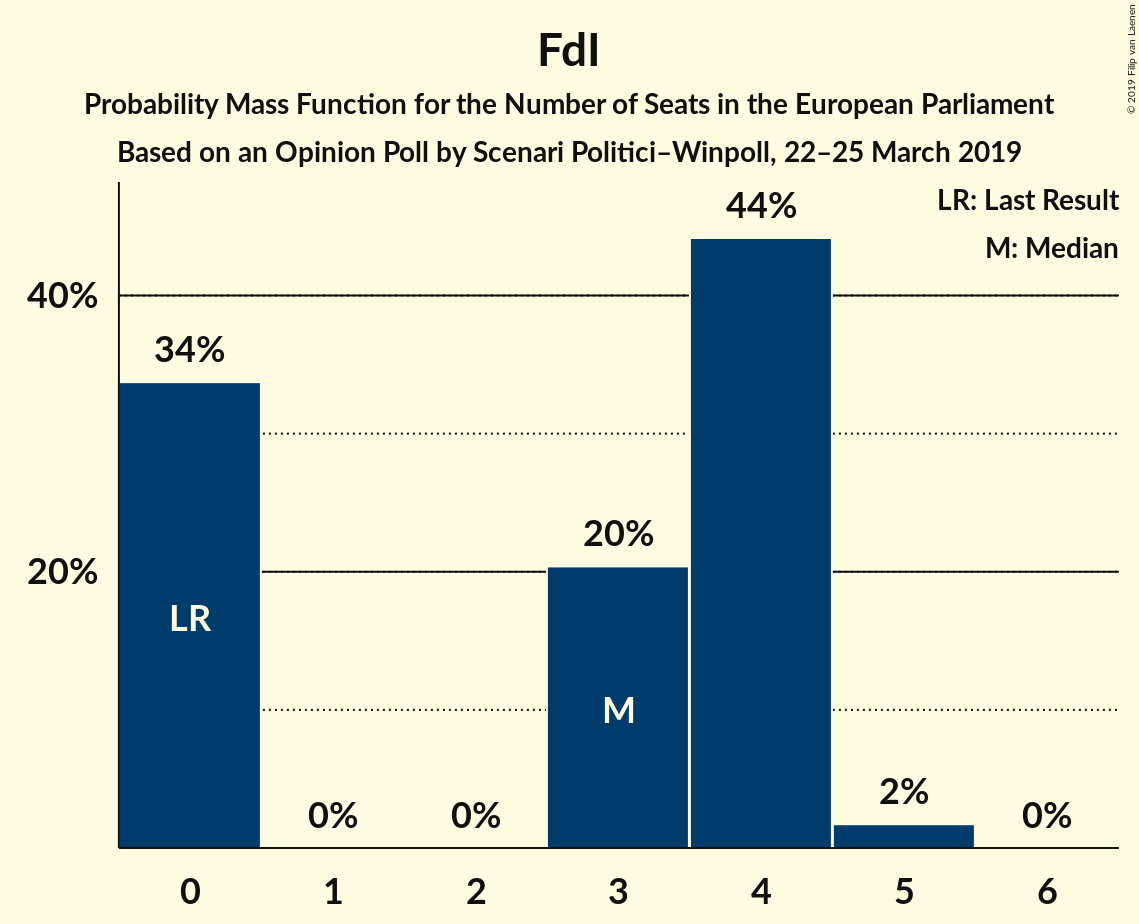 FdI
Probability Mass Function for the Number of Seats in the European Parliament
Based on an Opinion Poll by Scenari Politici–Winpoll, 22–25 March 2019
© 2019 Filip van Laenen
LR: Last Result
M: Median
44%
40%
34%
20%
20%
LR
M
2%
0%
0%
0%
0 1 2 3 4 5 6